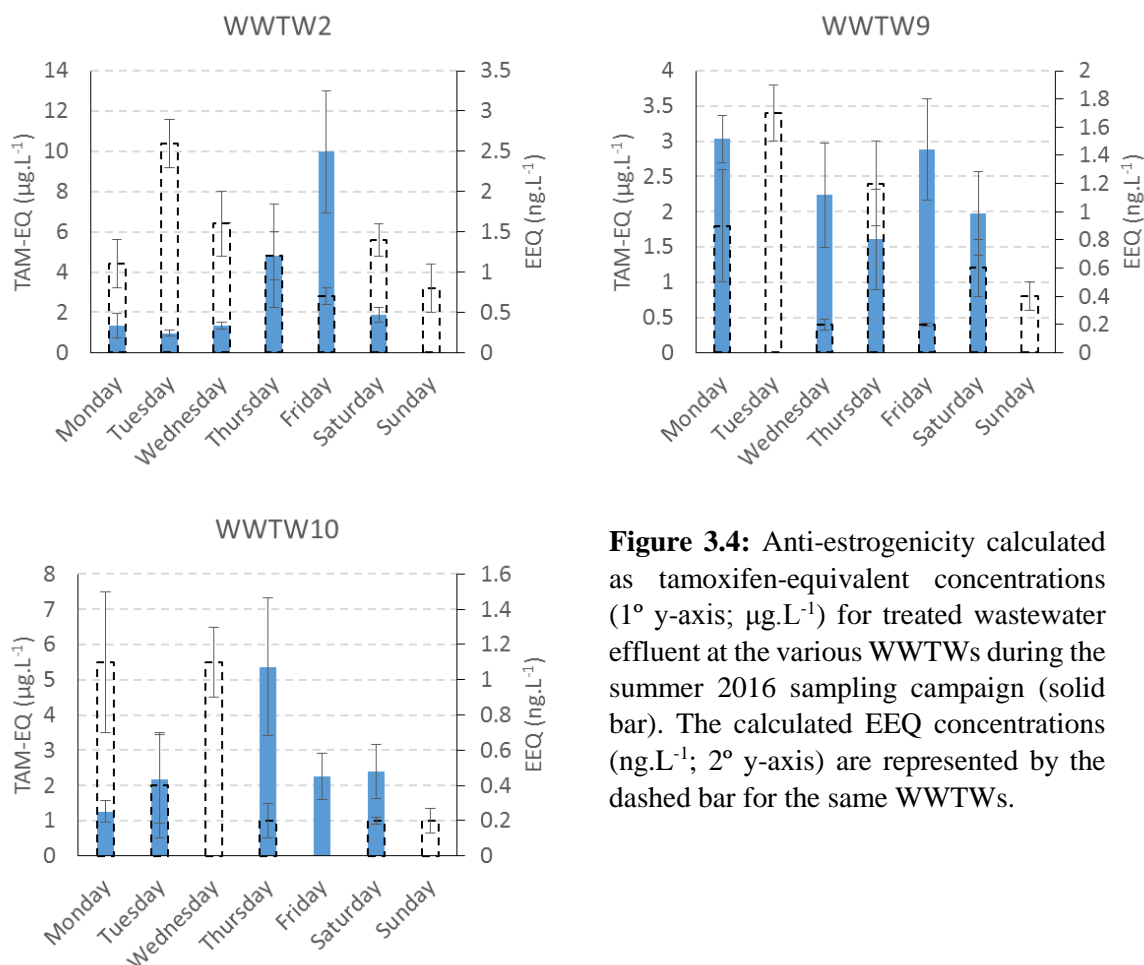 WWTW2
14
12
10
8
6
4
2
0
3.5
3
2.5
2
1.5
1
0.5
0
TAM-EQ (µg.L⁻¹)
EEQ (ng.L⁻¹)
Monday
Tuesday
Wednesday
Thursday
Friday
Saturday
Sunday
WWTW9
4
3.5
3
2.5
2
1.5
1
0.5
0
2
1.8
1.6
1.4
1.2
1
0.8
0.6
0.4
0.2
0
TAM-EQ (µg.L⁻¹)
EEQ (ng.L⁻¹)
Monday
Tuesday
Wednesday
Thursday
Friday
Saturday
Sunday
WWTW10
8
7
6
5
4
3
2
1
0
1.6
1.4
1.2
1
0.8
0.6
0.4
0.2
0
TAM-EQ (µg.L⁻¹)
EEQ (ng.L⁻¹)
Monday
Tuesday
Wednesday
Thursday
Friday
Saturday
Sunday
Figure 3.4: Anti-estrogenicity calculated
as tamoxifen-equivalent concentrations
(1º y-axis; µg.L⁻¹) for treated wastewater
effluent at the various WWTWs during the
summer 2016 sampling campaign (solid
bar). The calculated EEQ concentrations
(ng.L⁻¹; 2º y-axis) are represented by the
dashed bar for the same WWTWs.